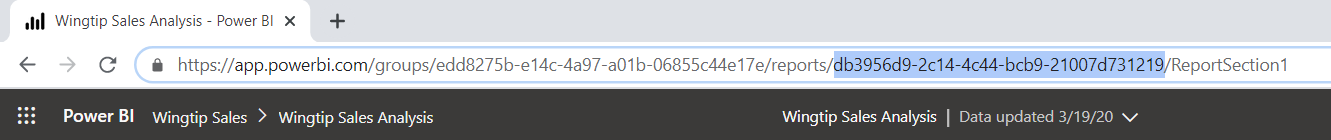 Wingtip Sales Analysis - Power BI
https://app.powerbi.com/groups/edd8275b-e14c-4a97-a01b-06855c44e17e/reports/db3956d9-2c14-4c44-bcb9-21007d731219/ReportSection1
Power BI Wingtip Sales > Wingtip Sales Analysis Wingtip Sales Analysis | Data updated 3/19/20